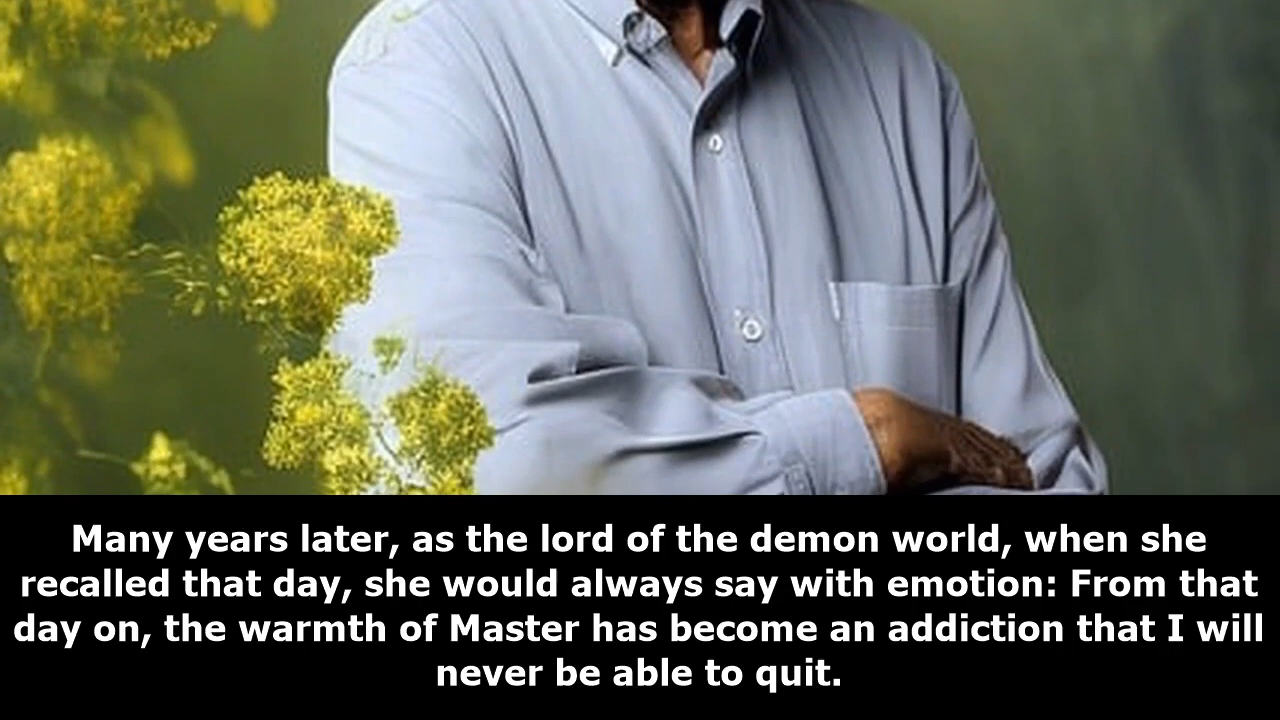 Many years later, as the lord of the demon world, when she
recalled that day, she would always say with emotion: From that
day on, the warmth of Master has become an addiction that I will
never be able to quit.